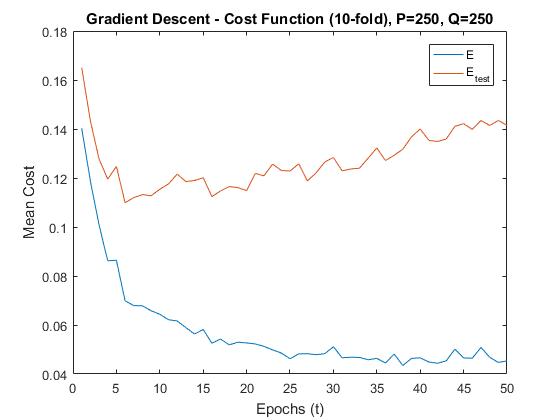 Gradient Descent - Cost Function (10-fold), P=250, Q=250
0.18
0.16
0.14
0.12
0.1
0.08
0.06
0.04
Mean Cost
E
E_test
0 5 10 15 20 25 30 35 40 45 50
Epochs (t)